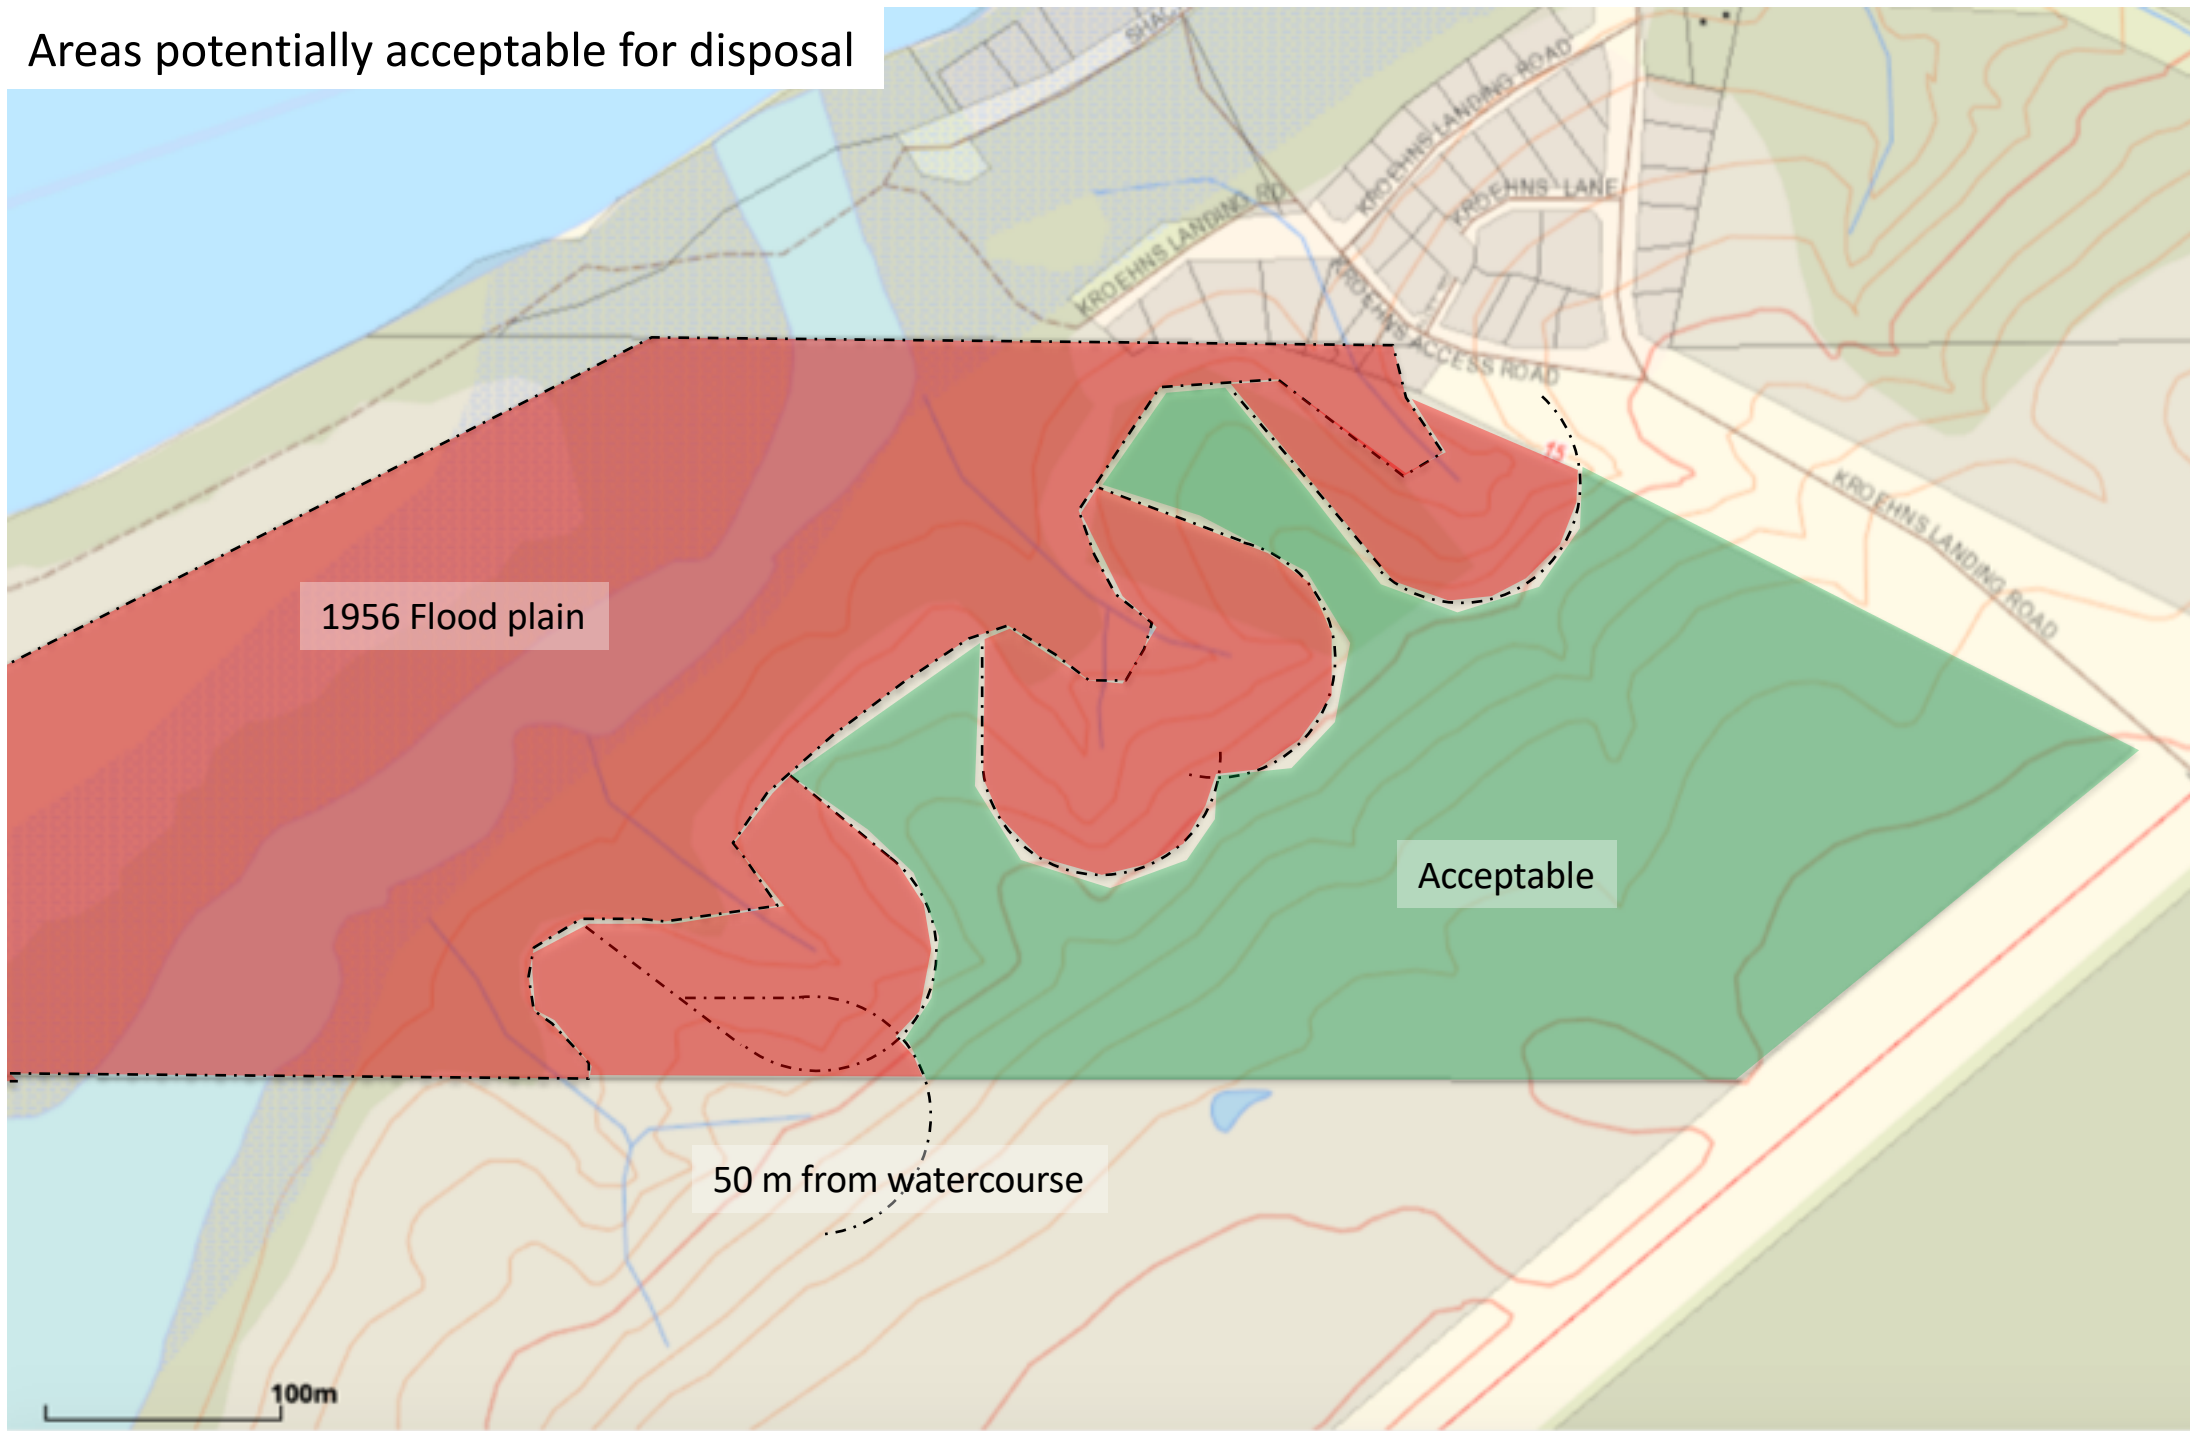 Areas potentially acceptable for disposal
KROEHNS LANDING ROAD
KROEHNS LANE
KROEHNS LANDING RD
KROEHNS ACCESS ROAD
15
KROEHNS LANDING ROAD
1956 Flood plain
Acceptable
50 m from watercourse
100m